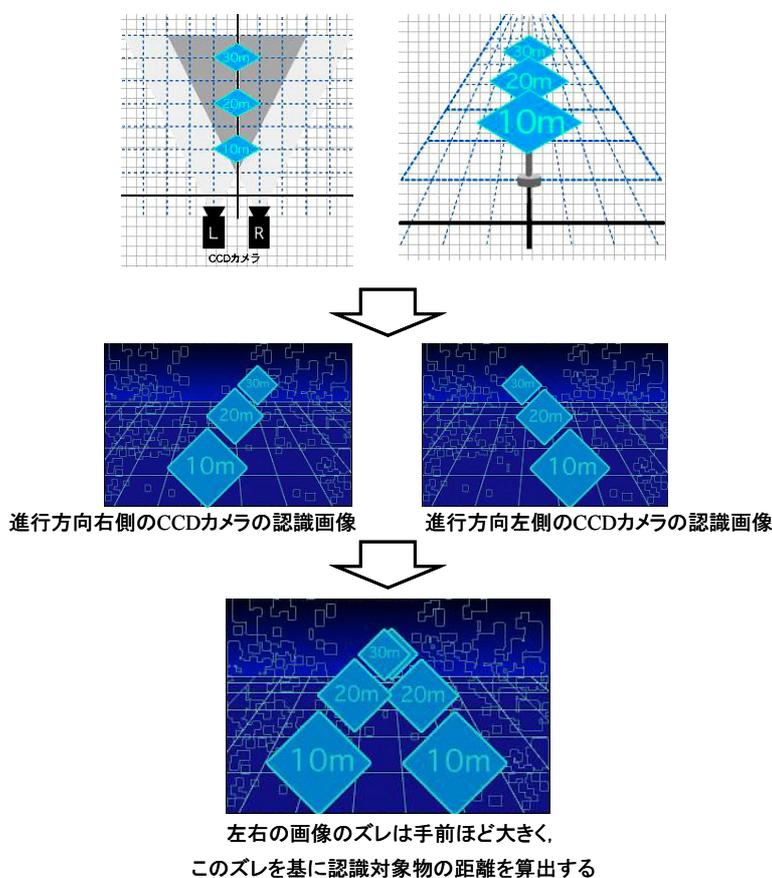 30m
20m
10m
L R
CCDカメラ
30m
20m
10m
30m
20m
10m
30m
20m
10m
進行方向右側のCCDカメラの認識画像
進行方向左側のCCDカメラの認識画像
30m
20m 20m
10m 10m
左右の画像のズレは手前ほど大きく,
このズレを基に認識対象物の距離を算出する